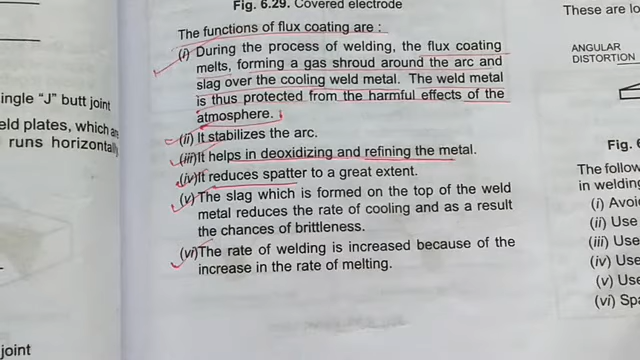 Fig. 6.29. Covered electrode
The functions of flux coating are :
(i) During the process of welding, the flux coating
melts, forming a gas shroud around the arc and
slag over the cooling weld metal. The weld metal
is thus protected from the harmful effects of the
atmosphere.
(ii) It stabilizes the arc.
(iii) It helps in deoxidizing and refining the metal.
(iv) It reduces spatter to a great extent.
(v) The slag which is formed on the top of the weld
metal reduces the rate of cooling and as a result
the chances of brittleness.
(vi) The rate of welding is increased because of the
increase in the rate of melting.
ingle "J" butt joint
eld plates, which are
runs horizontally
joint
These are lo
ANGULAR
DISTORTION
Fig. 6
The follow
in welding
(i) Avoi
(ii) Use
(iii) Use
(iv) Use
(v) Use
(vi) Spa